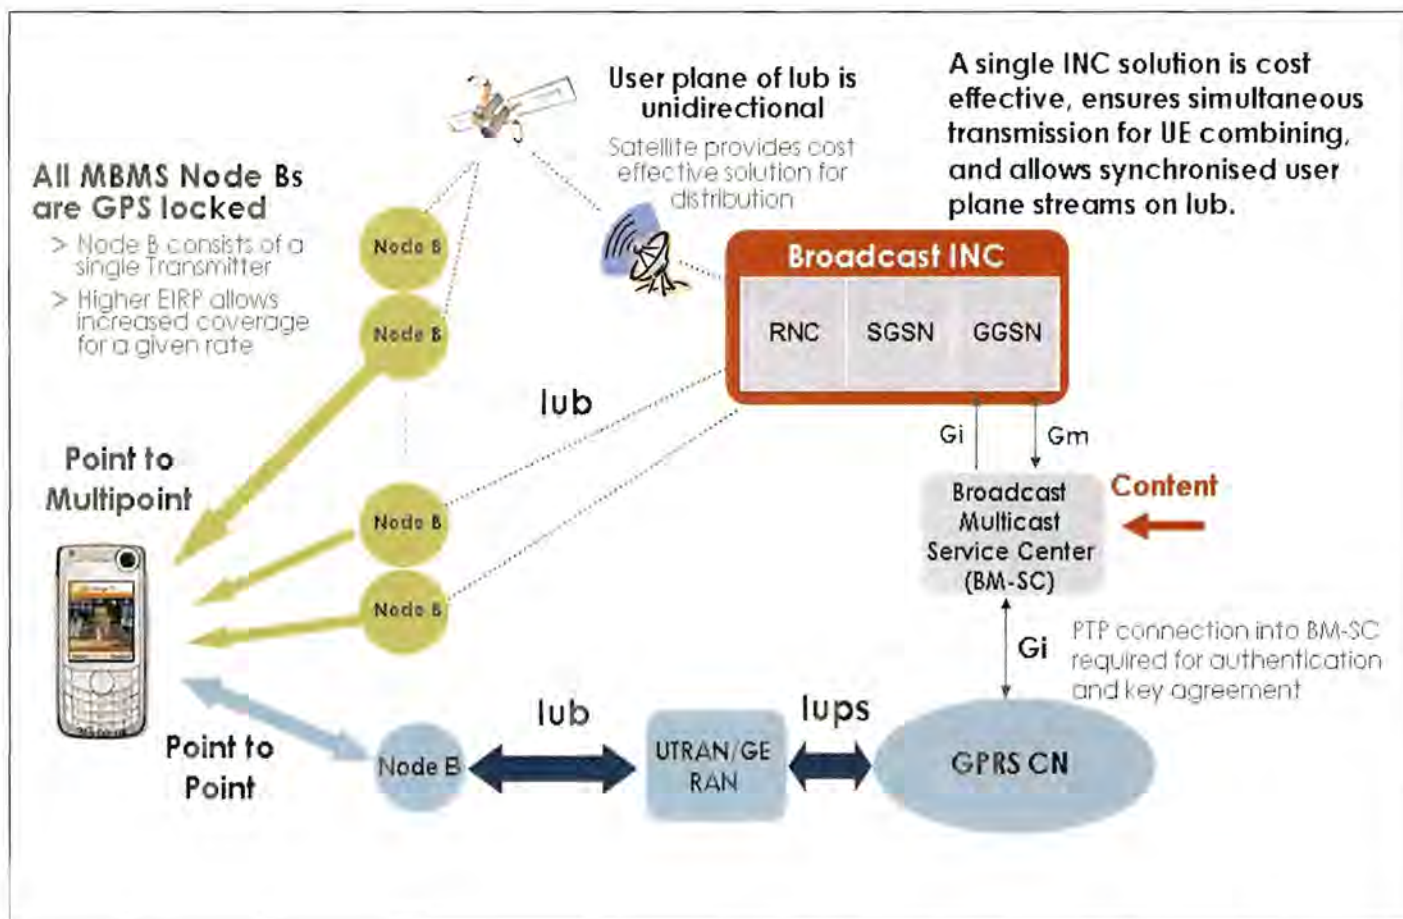 User plane of Iub is
unidirectional
Satellite provides cost
effective solution for
distribution
A single INC solution is cost
effective, ensures simultaneous
transmission for UE combining,
and allows synchronised user
plane streams on Iub.
All MBMS Node Bs
are GPS locked
> Node B consists of a
single Transmitter
> Higher EIRP allows
increased coverage
for a given rate
Node B
Node B
Broadcast INC
RNC
SGSN
GGSN
Iub
Gi
Gm
Point to
Multipoint
Node B
Node B
Broadcast
Multicast
Service Center
(BM-SC)
Content
Gi
PTP connection into BM-SC
required for authentication
and key agreement
Point to
Point
Node B
Iub
UTRAN/GE
RAN
Iups
GPRS CN